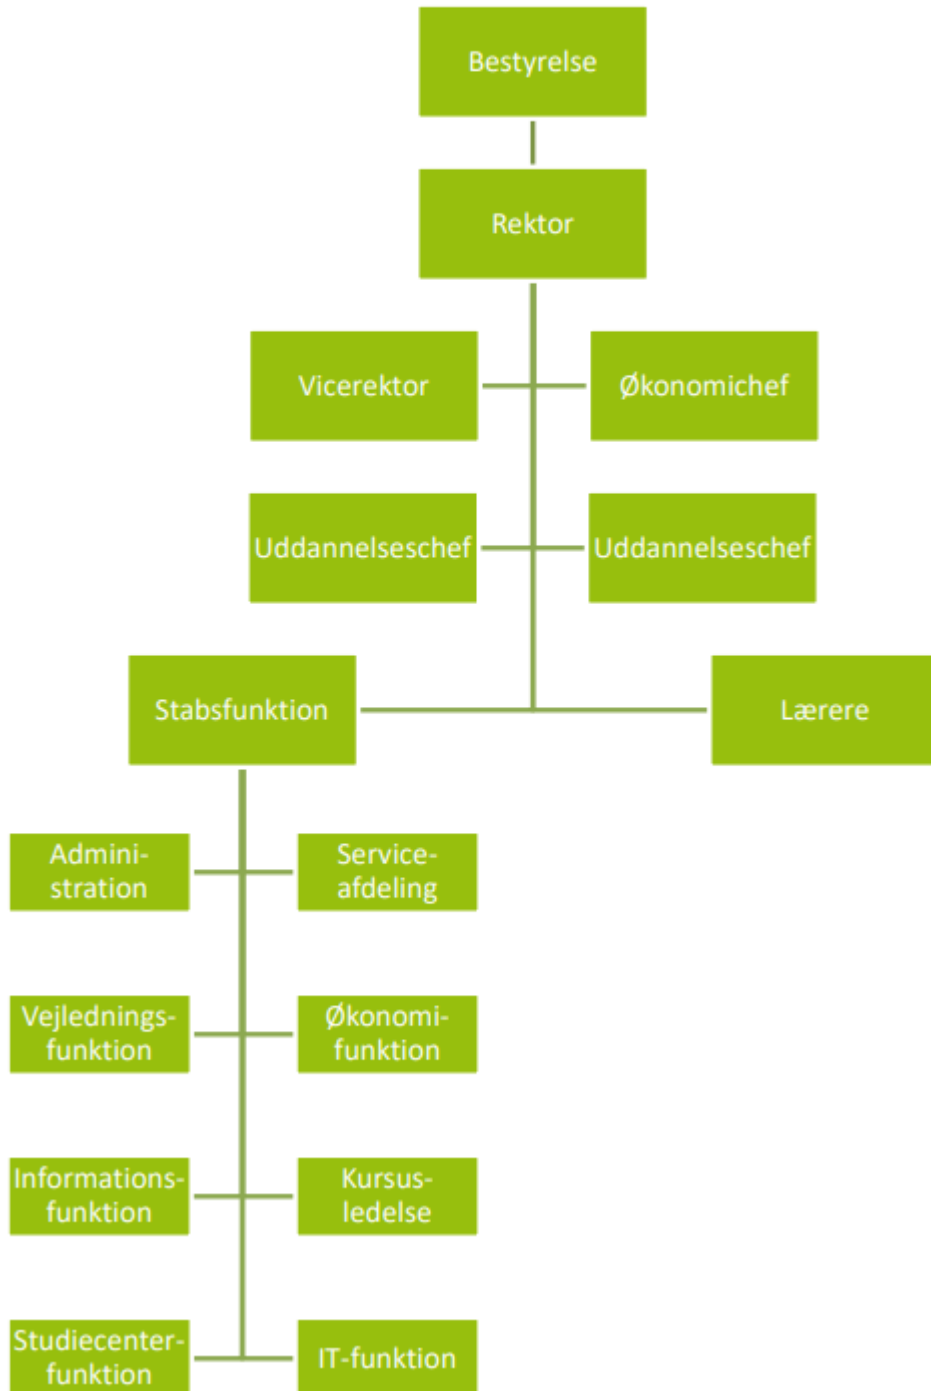 Bestyrelse
Rektor
Vicerektor
Økonomichef
Uddannelseschef
Uddannelseschef
Stabsfunktion
Lærere
Admini-
stration
Service-
afdeling
Vejlednings-
funktion
Økonomi-
funktion
Informations-
funktion
Kursus-
ledelse
Studiecenter-
funktion
IT-funktion